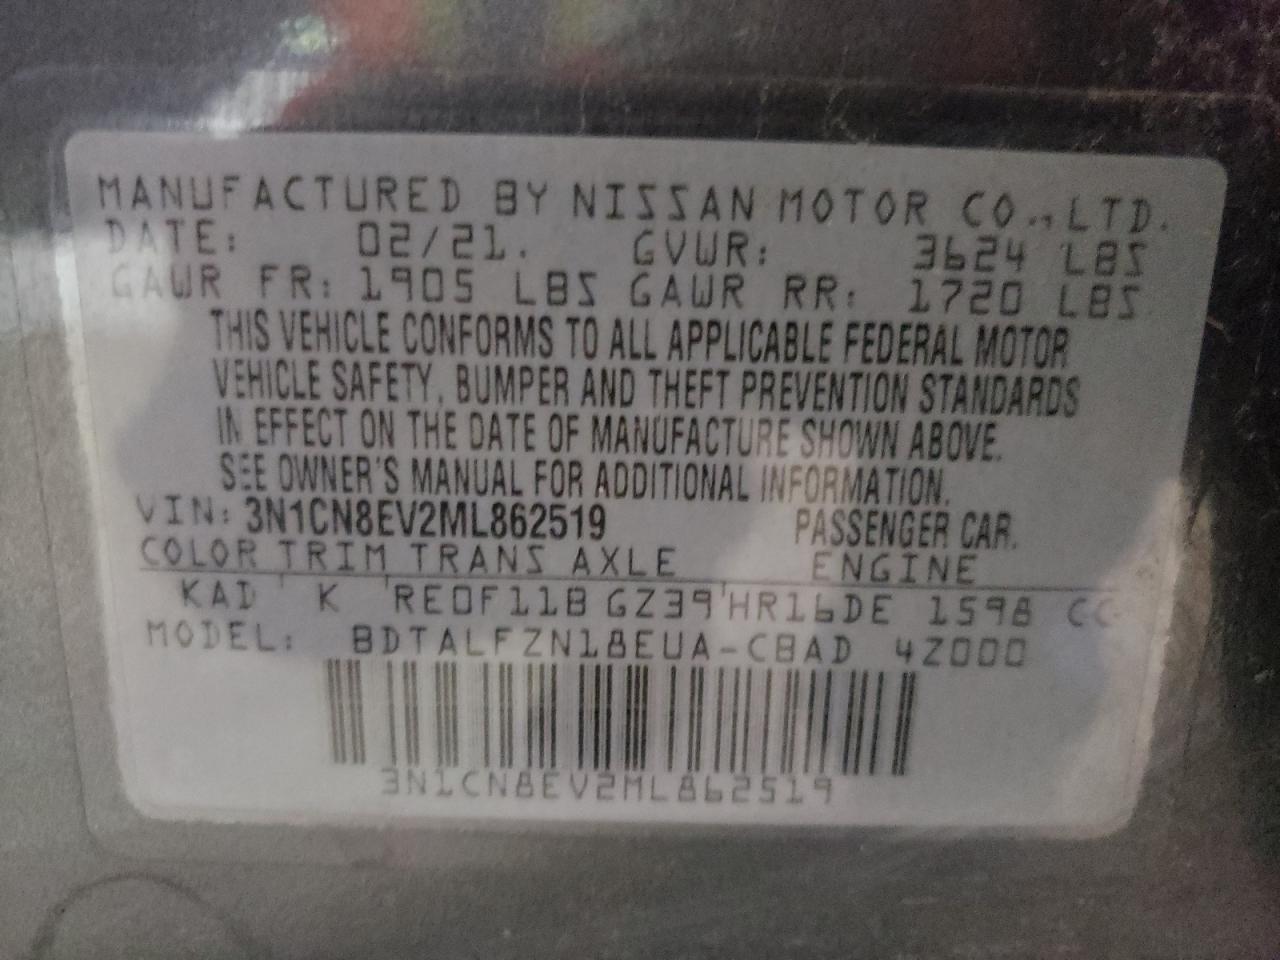 MANUFACTURED BY NISSAN MOTOR CO., LTD.
DATE: 02/21. GVWR: 3624 LBS
GAWR FR: 1905 LBS GAWR RR: 1720 LBS
THIS VEHICLE CONFORMS TO ALL APPLICABLE FEDERAL MOTOR
VEHICLE SAFETY, BUMPER AND THEFT PREVENTION STANDARDS
IN EFFECT ON THE DATE OF MANUFACTURE SHOWN ABOVE.
SEE OWNER'S MANUAL FOR ADDITIONAL INFORMATION.
VIN: 3N1CN8EV2ML862519 PASSENGER CAR.
COLOR TRIM TRANS AXLE ENGINE
KAD K RE0F11B GZ39 HR16DE 1598 CC
MODEL: BDTALFZN18EUA-CBAD 4Z000
3N1CN8EV2ML862519